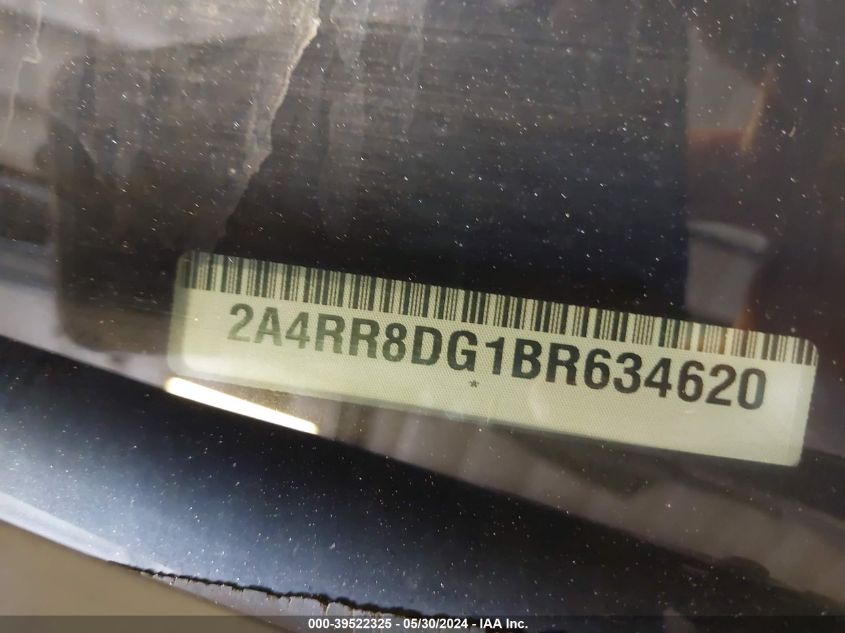 2A4RR8DG1BR634620
*
000-39522325 | 05/30/2024 - IAA Inc.